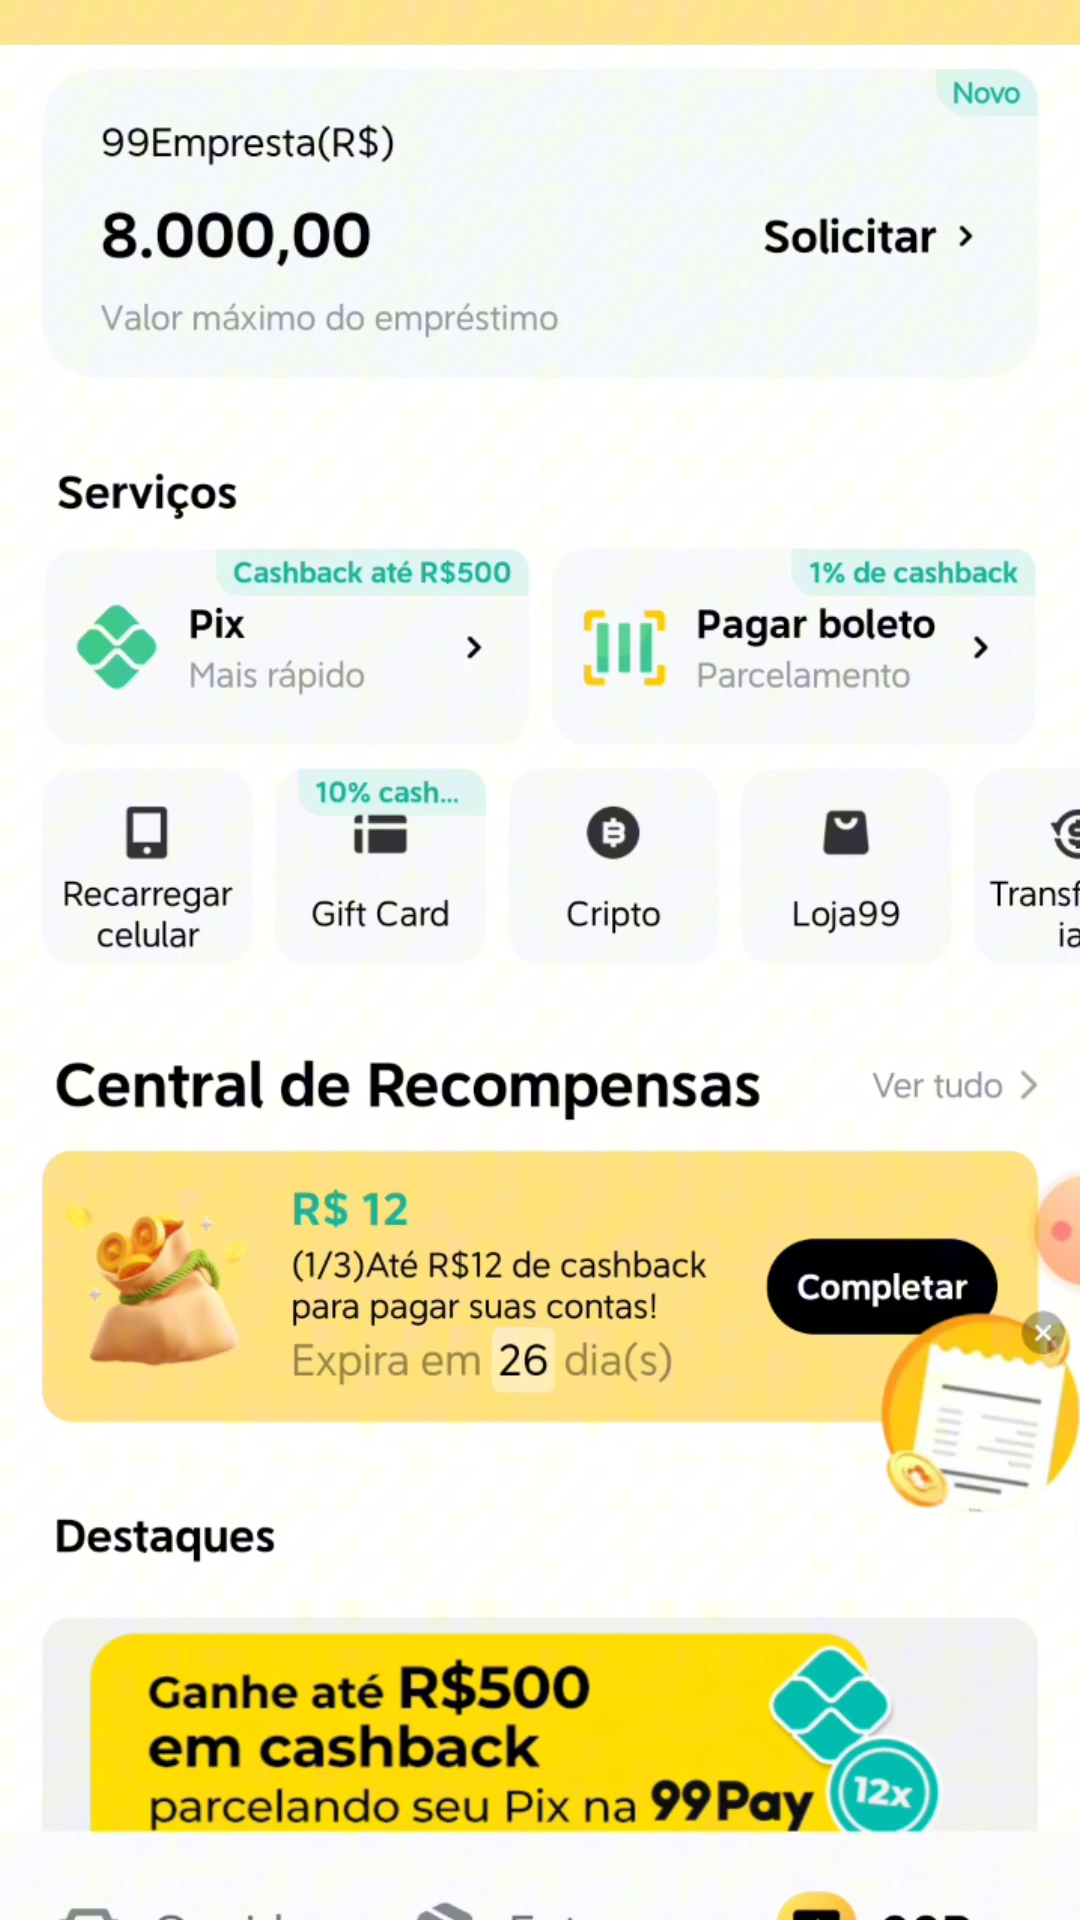 Novo
99Empresta(R$)
8.000,00
Solicitar
Valor máximo do empréstimo
Serviços
Cashback até R$500
Pix
Mais rápido
1% de cashback
Pagar boleto
Parcelamento
Recarregar
celular
10% cash...
Gift Card
Cripto
Loja99
Transf
ia
Central de Recompensas
Ver tudo
R$ 12
(1/3)Até R$12 de cashback
para pagar suas contas!
Expira em 26 dia(s)
Completar
Destaques
Ganhe até R$500
em cashback
parcelando seu Pix na 99Pay
12x